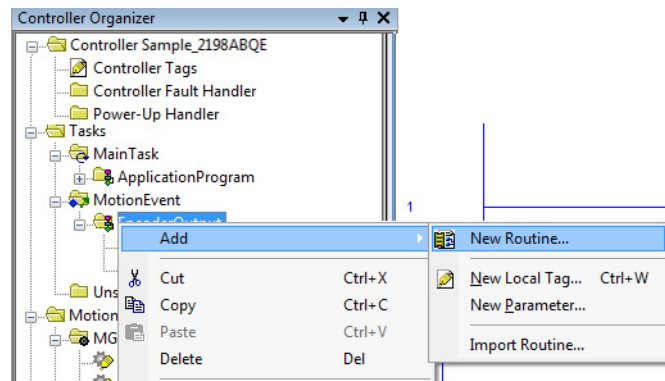 Controller Organizer
Controller Sample_2198ABQE
Controller Tags
Controller Fault Handler
Power-Up Handler
Tasks
MainTask
ApplicationProgram
MotionEvent
1
Add
New Routine...
Cut Ctrl+X
New Local Tag... Ctrl+W
Uns
Copy Ctrl+C
New Parameter...
Motion
Paste Ctrl+V
MG
Import Routine...
Delete Del